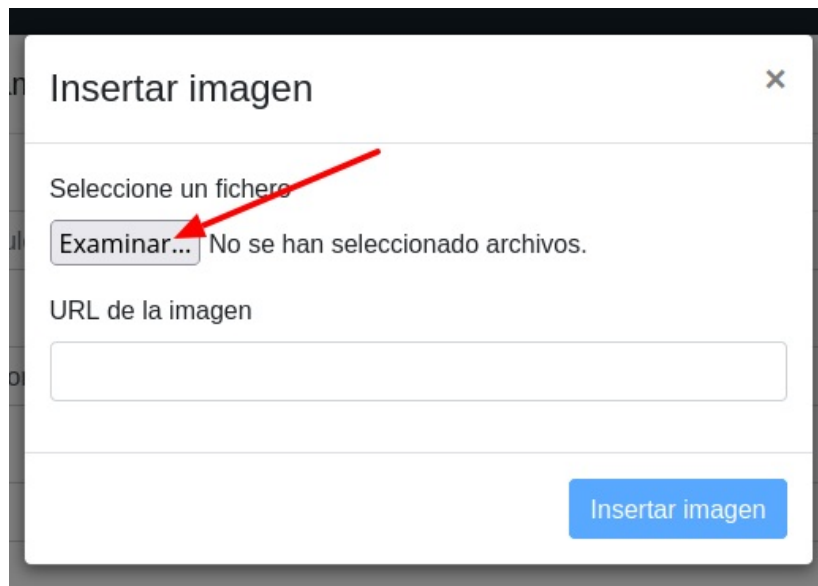 Insertar imagen
×
Seleccione un fichero
Examinar... No se han seleccionado archivos.
URL de la imagen
Insertar imagen